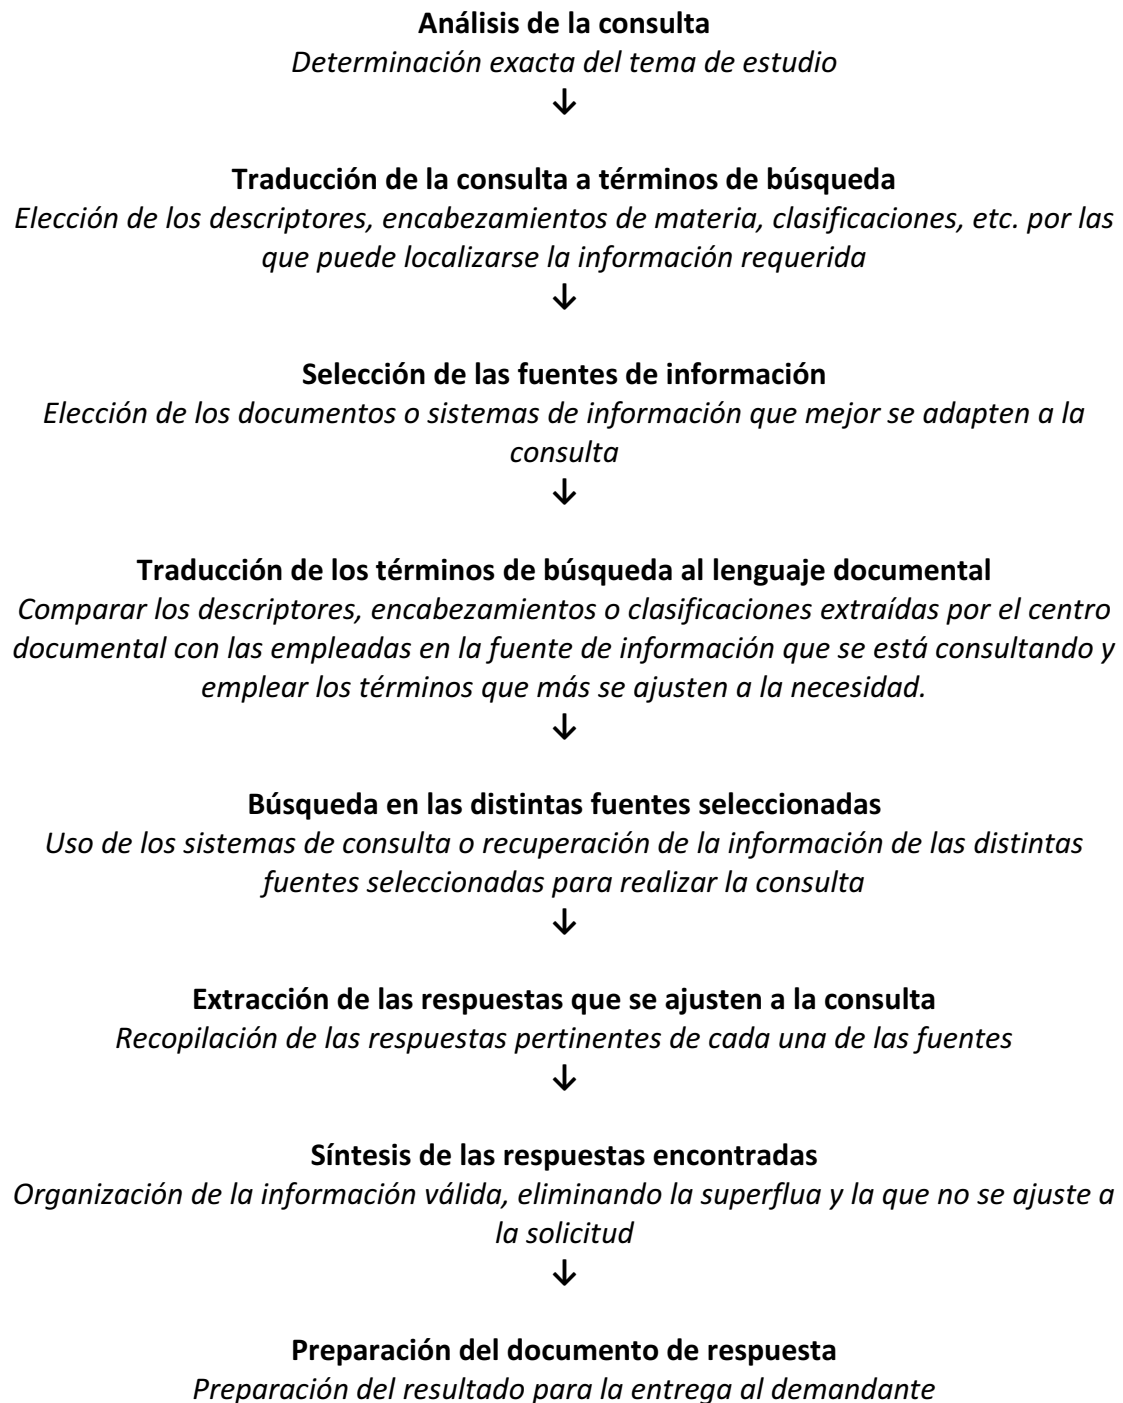 Análisis de la consulta
Determinación exacta del tema de estudio
↓
Traducción de la consulta a términos de búsqueda
Elección de los descriptores, encabezamientos de materia, clasificaciones, etc. por las
que puede localizarse la información requerida
↓
Selección de las fuentes de información
Elección de los documentos o sistemas de información que mejor se adapten a la
consulta
↓
Traducción de los términos de búsqueda al lenguaje documental
Comparar los descriptores, encabezamientos o clasificaciones extraídas por el centro
documental con las empleadas en la fuente de información que se está consultando y
emplear los términos que más se ajusten a la necesidad.
↓
Búsqueda en las distintas fuentes seleccionadas
Uso de los sistemas de consulta o recuperación de la información de las distintas
fuentes seleccionadas para realizar la consulta
↓
Extracción de las respuestas que se ajusten a la consulta
Recopilación de las respuestas pertinentes de cada una de las fuentes
↓
Síntesis de las respuestas encontradas
Organización de la información válida, eliminando la superflua y la que no se ajuste a
la solicitud
↓
Preparación del documento de respuesta
Preparación del resultado para la entrega al demandante